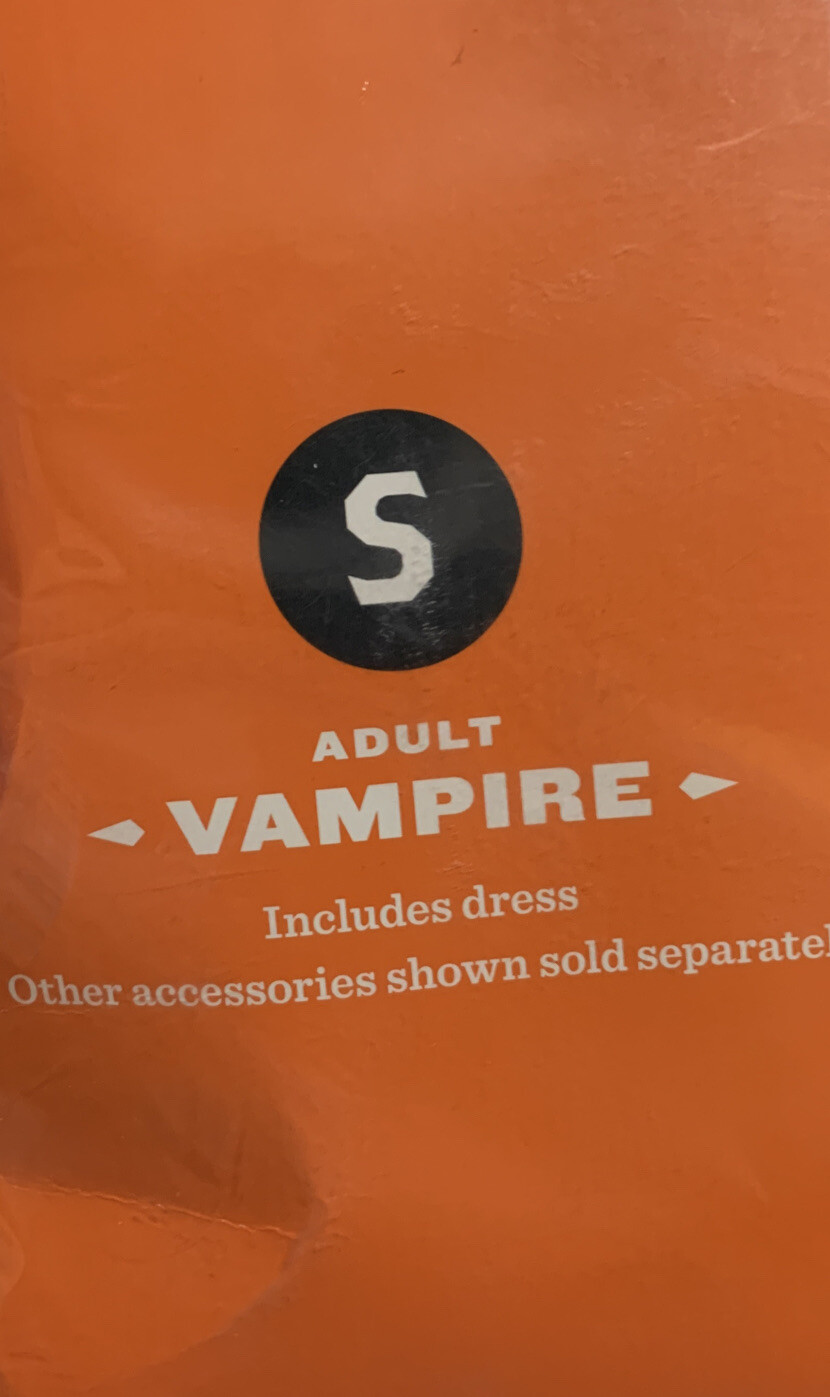 S
ADULT
VAMPIRE
Includes dress
Other accessories shown sold separatel